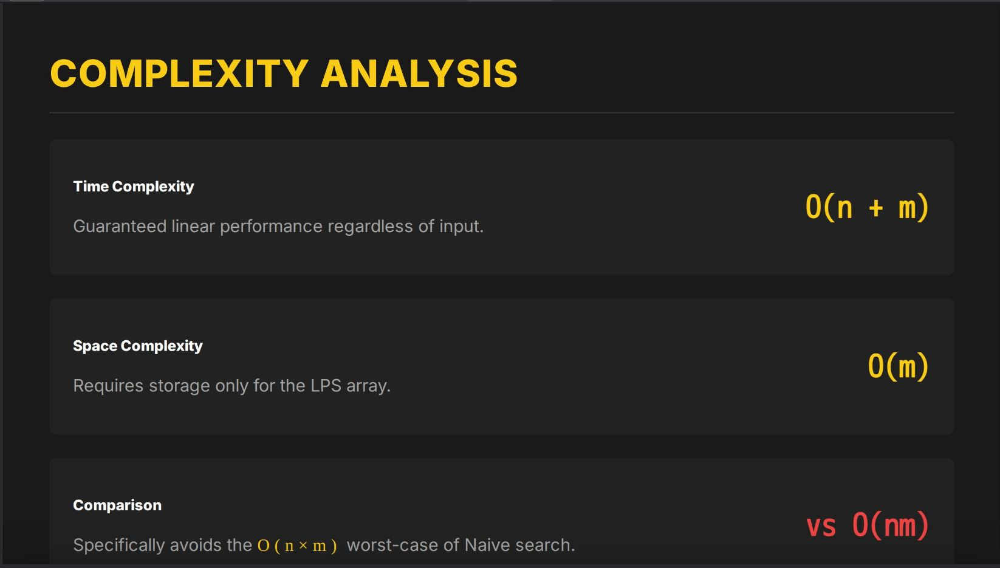 COMPLEXITY ANALYSIS
Time Complexity
Guaranteed linear performance regardless of input.
O(n + m)
Space Complexity
Requires storage only for the LPS array.
O(m)
Comparison
Specifically avoids the O ( n × m ) worst-case of Naive search.
vs O(nm)